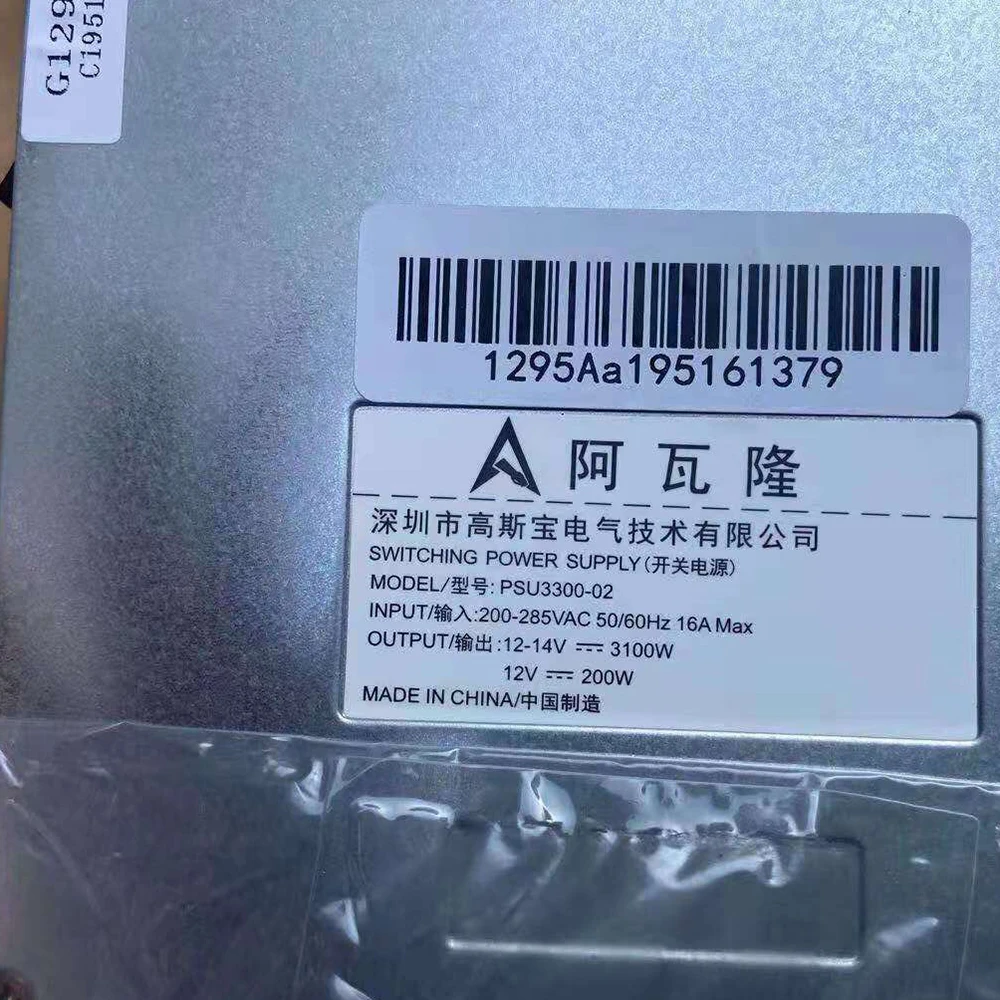 G129
C1951
1295Aa195161379
阿瓦隆
深圳市高斯宝电气技术有限公司
SWITCHING POWER SUPPLY(开关电源)
MODEL/型号: PSU3300-02
INPUT/输入:200-285VAC 50/60Hz 16A Max
OUTPUT/输出:12-14V ⎓ 3100W
12V ⎓ 200W
MADE IN CHINA/中国制造